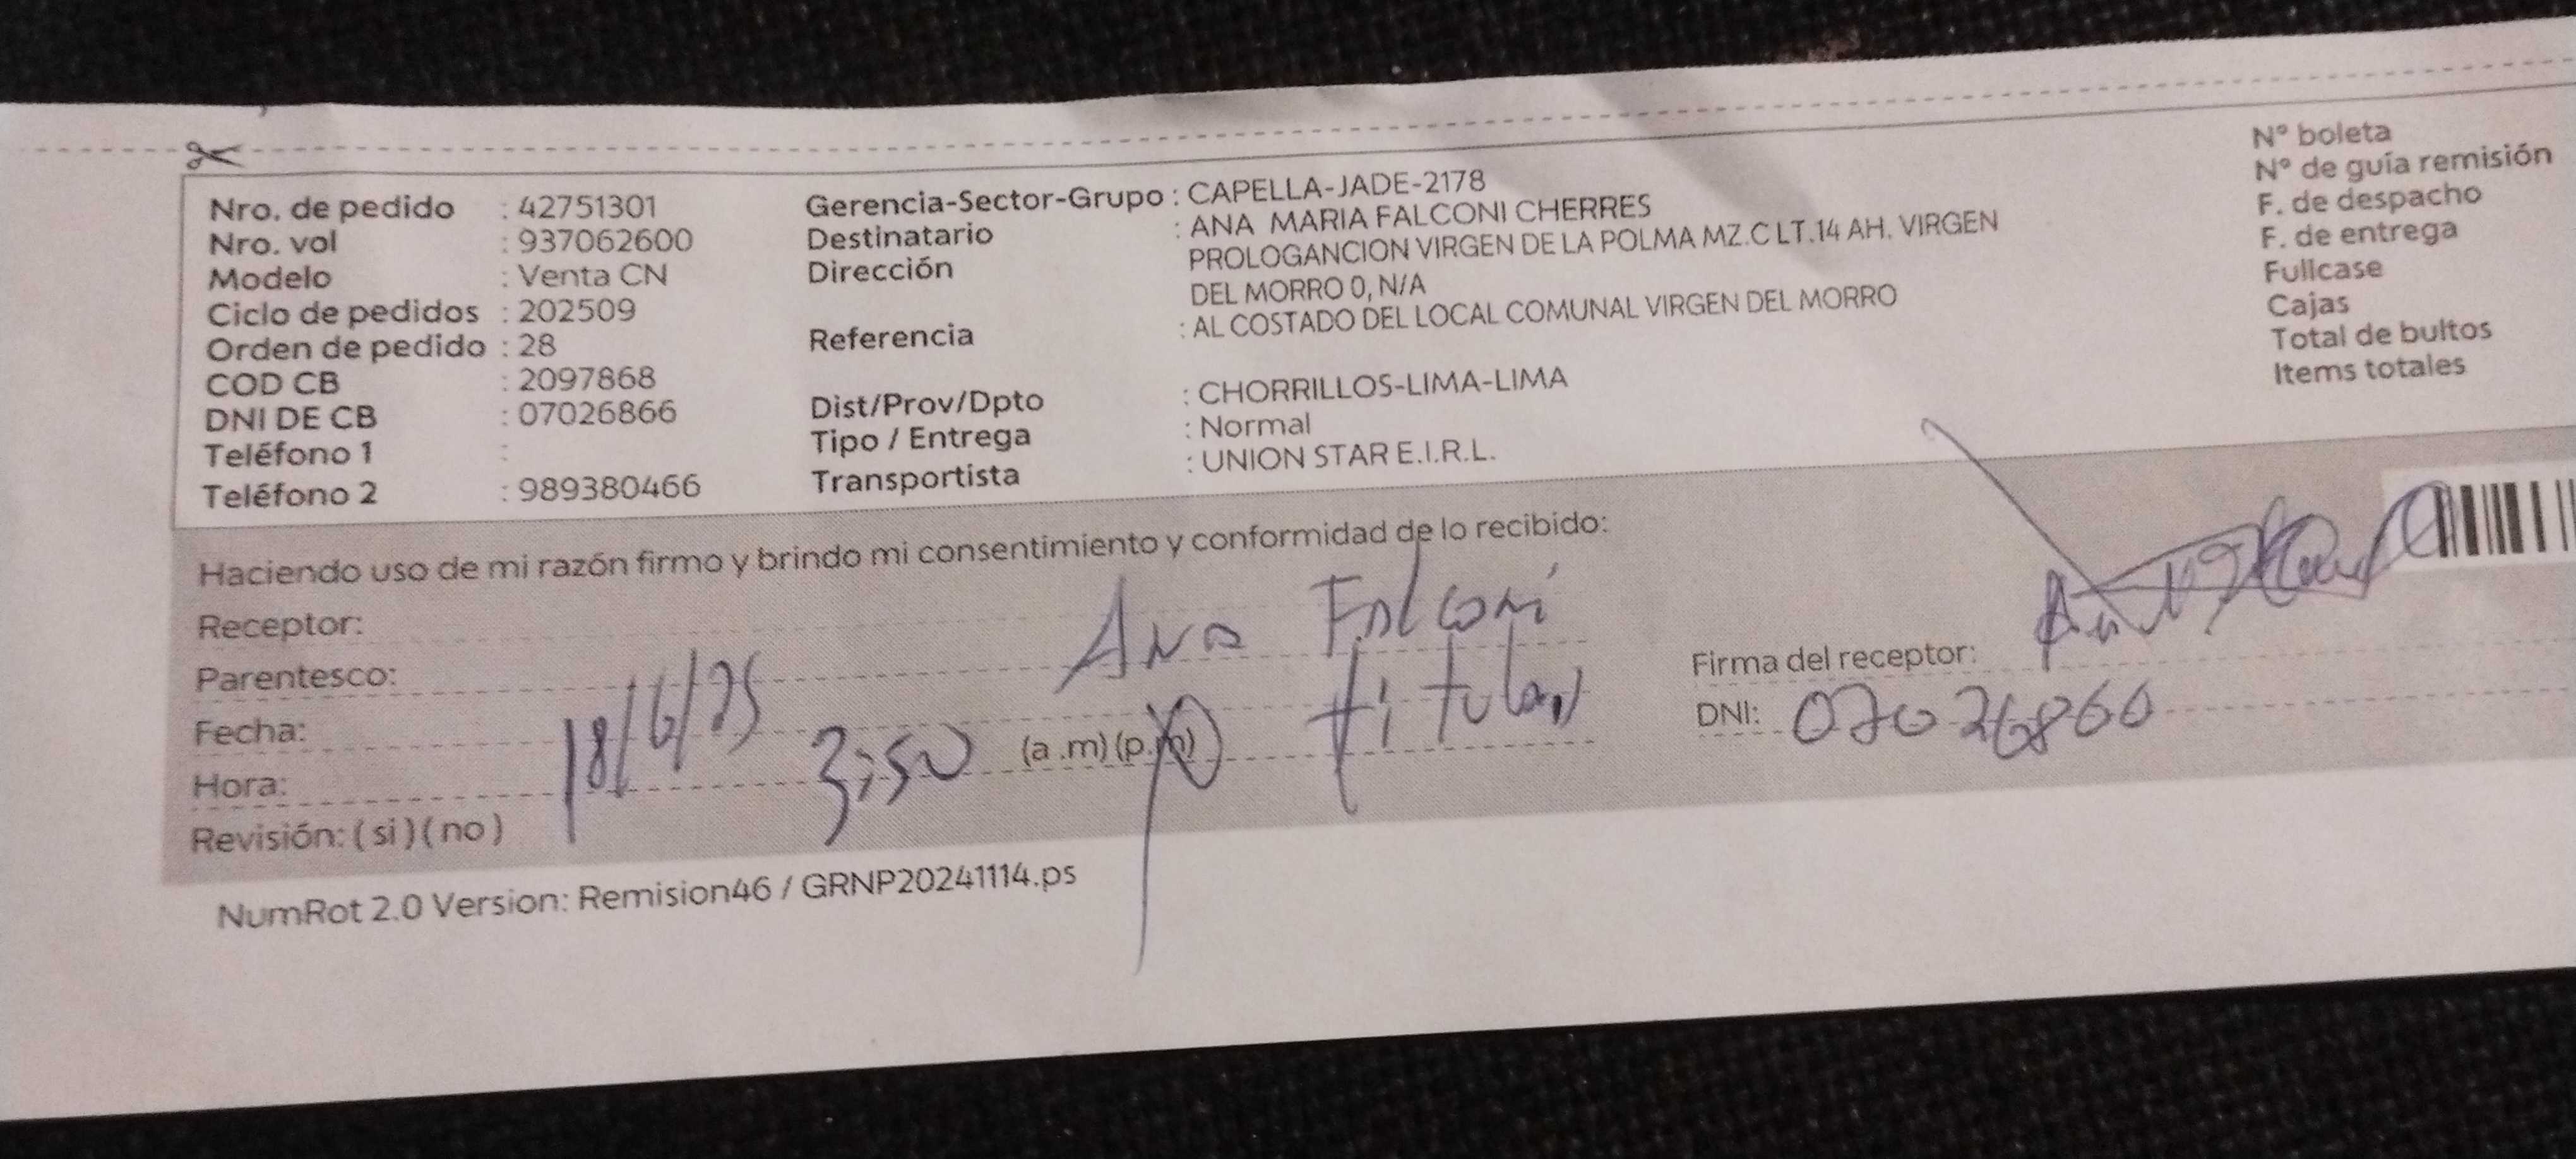 Nro. de pedido : 42751301
Nro. vol : 937062600
Modelo : Venta CN
Ciclo de pedidos : 202509
Orden de pedido : 28
COD CB : 2097868
DNI DE CB : 07026866
Teléfono 1 :
Teléfono 2 : 989380466
Gerencia-Sector-Grupo : CAPELLA-JADE-2178
Destinatario : ANA MARIA FALCONI CHERRES
Dirección PROLOGANCION VIRGEN DE LA POLMA MZ.C LT.14 AH. VIRGEN
DEL MORRO 0, N/A
Referencia : AL COSTADO DEL LOCAL COMUNAL VIRGEN DEL MORRO
Dist/Prov/Dpto : CHORRILLOS-LIMA-LIMA
Tipo / Entrega : Normal
Transportista : UNION STAR E.I.R.L.
N° boleta
N° de guía remisión
F. de despacho
F. de entrega
Fullcase
Cajas
Total de bultos
Items totales
Haciendo uso de mi razón firmo y brindo mi consentimiento y conformidad de lo recibido:
Receptor: Ana Falconí
Parentesco: titular
Fecha: 18/6/25
Hora: 3:50 (a .m) (p.m)
Revisión: ( si ) ( no )
Firma del receptor:
DNI: 07026866
NumRot 2.0 Version: Remision46 / GRNP20241114.ps